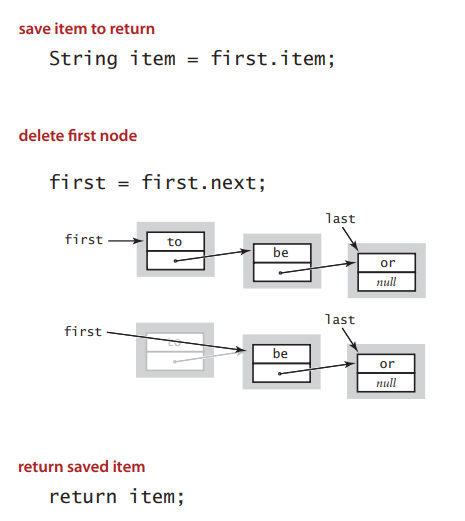 save item to return
String item = first.item;
delete first node
first = first.next;
last
first
to
be
or
null
last
first
to
be
or
null
return saved item
return item;